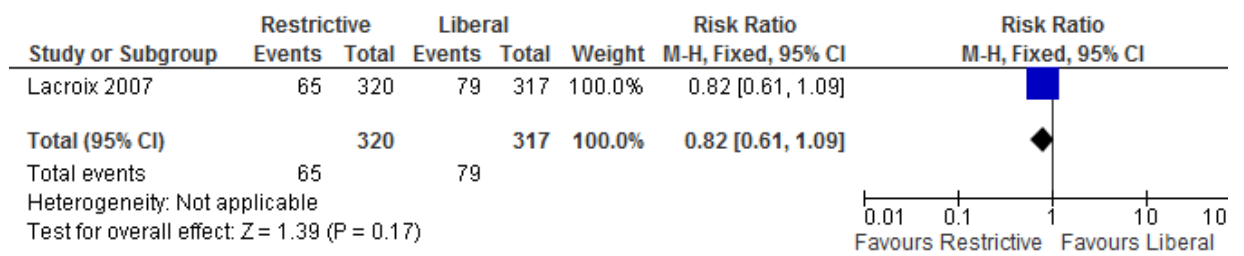 Restrictive Liberal Risk Ratio Risk Ratio
Study or Subgroup Events Total Events Total Weight M-H, Fixed, 95% CI M-H, Fixed, 95% CI
Lacroix 2007 65 320 79 317 100.0% 0.82 [0.61, 1.09]
Total (95% CI) 320 317 100.0% 0.82 [0.61, 1.09]
Total events 65 79
Heterogeneity: Not applicable
Test for overall effect: Z = 1.39 (P = 0.17)
0.01 0.1 1 10 10
Favours Restrictive Favours Liberal